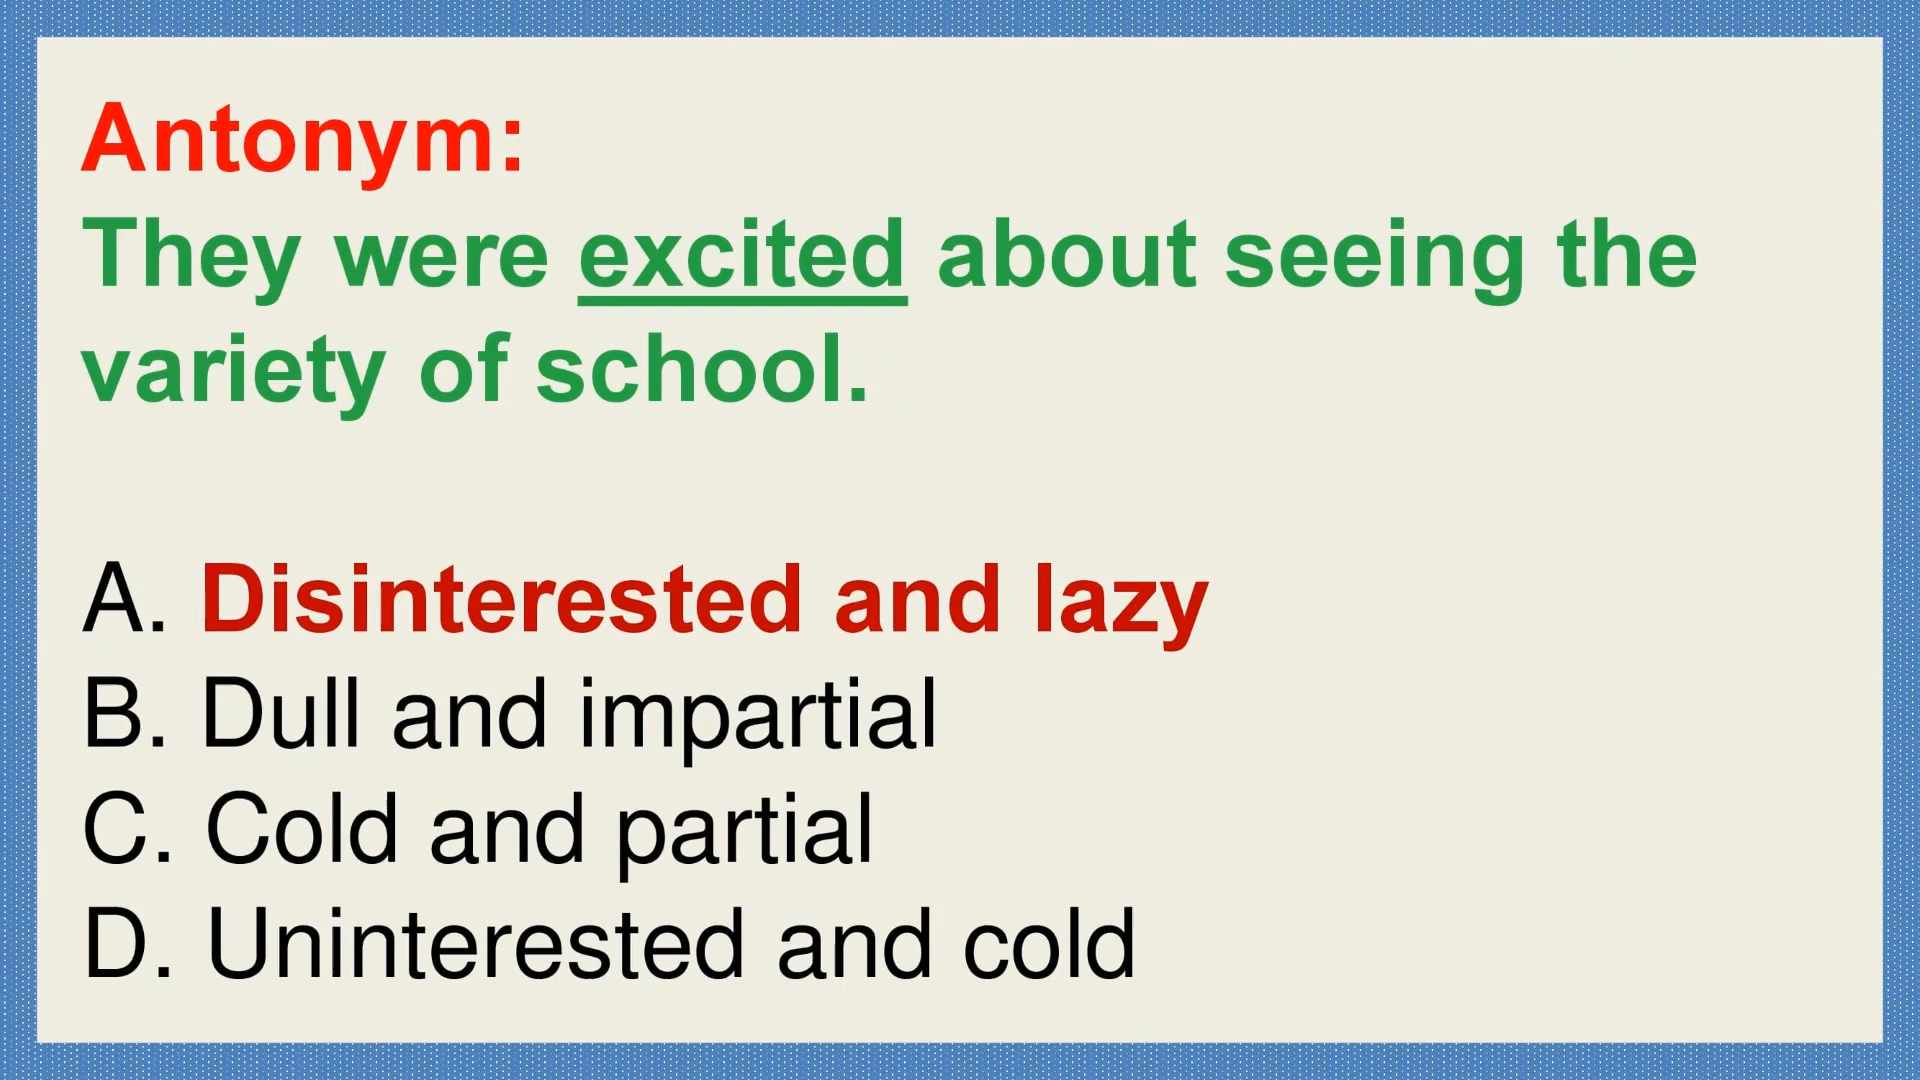 Antonym:
They were excited about seeing the
variety of school.
A. Disinterested and lazy
B. Dull and impartial
C. Cold and partial
D. Uninterested and cold